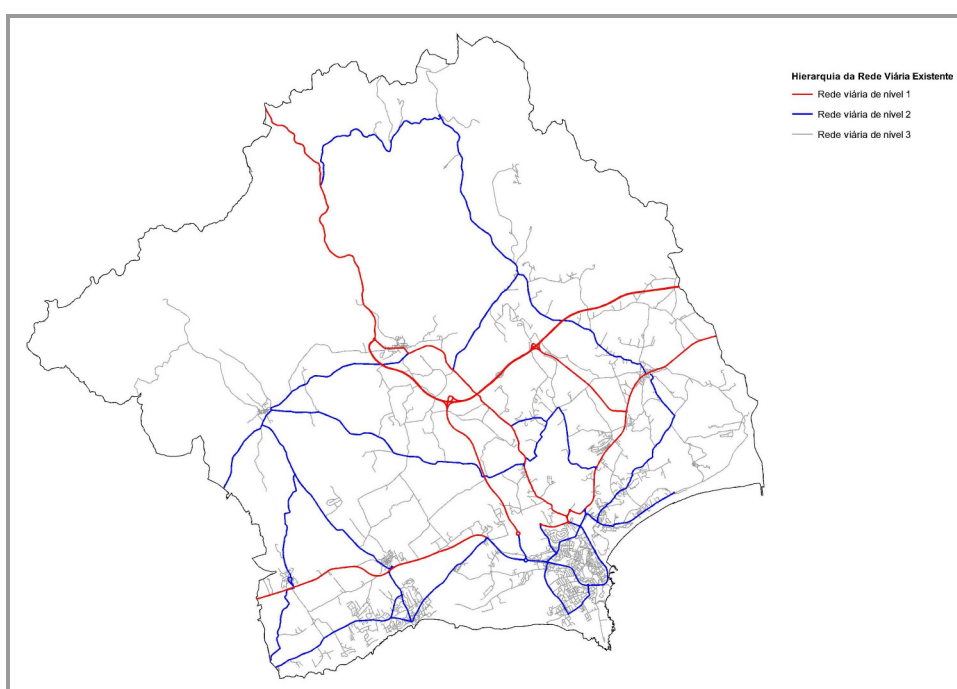 Hierarquia da Rede Viária Existente
Rede viária de nível 1
Rede viária de nível 2
Rede viária de nível 3